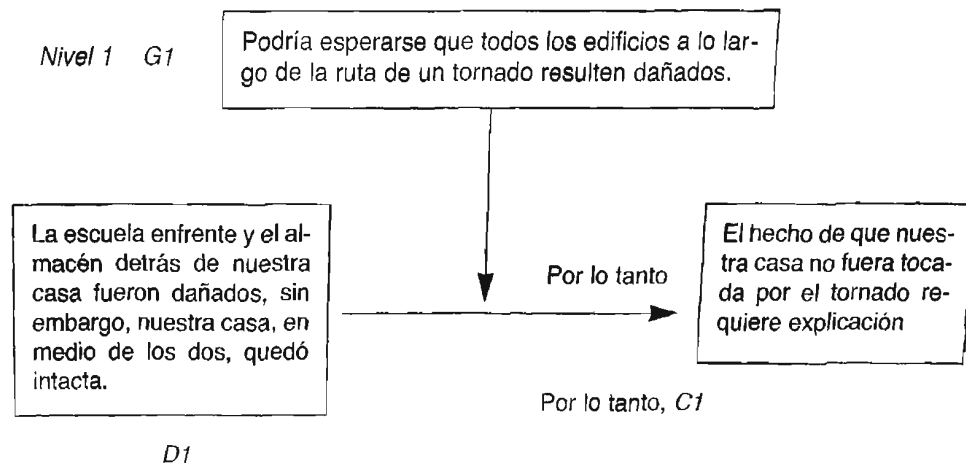 Nivel 1 G1
Podría esperarse que todos los edificios a lo lar-
go de la ruta de un tornado resulten dañados.
La escuela enfrente y el al-
macén detrás de nuestra
casa fueron dañados, sin
embargo, nuestra casa, en
medio de los dos, quedó
intacta.
D1
Por lo tanto
El hecho de que nues-
tra casa no fuera toca-
da por el tornado re-
quiere explicación
Por lo tanto, C1